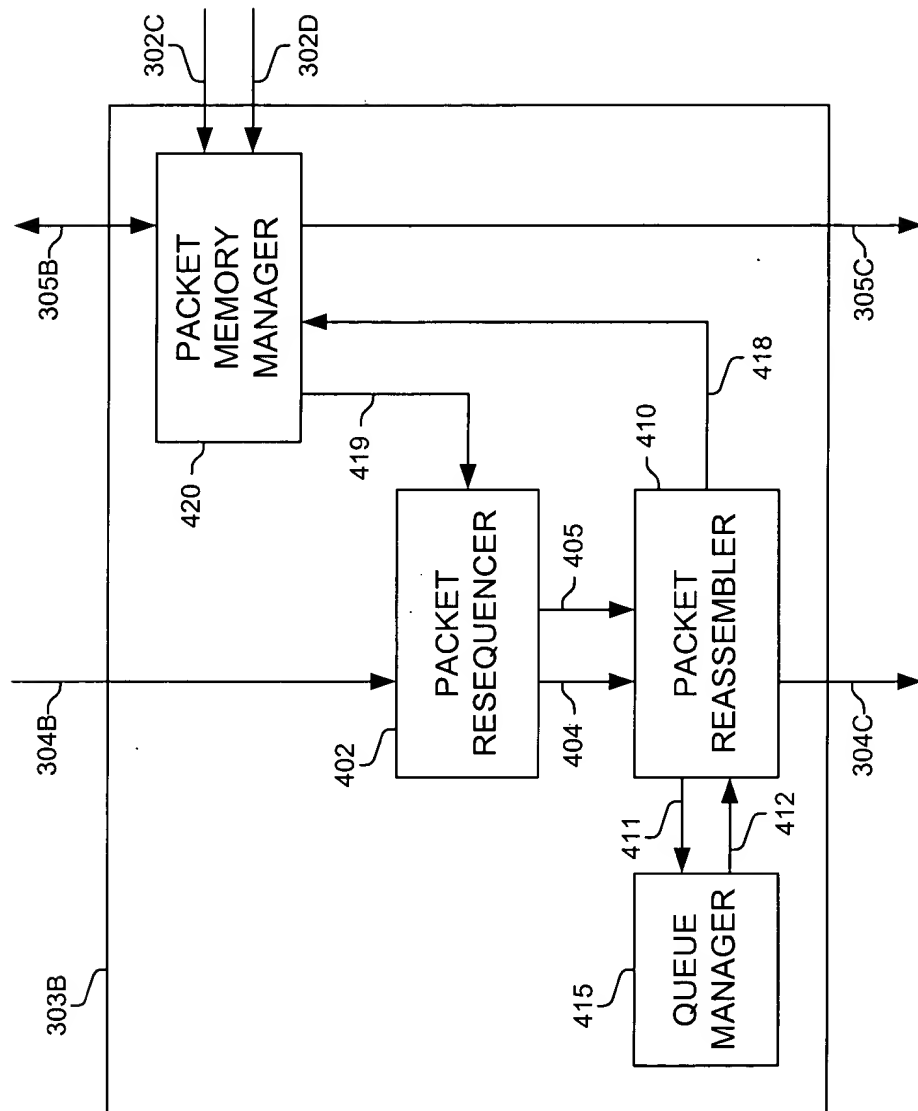 302C
302D
305B
PACKET
MEMORY
MANAGER
305C
420
419
418
304B
PACKET
RESEQUENCER
402
405
404
410
PACKET
REASSEMBLER
304C
411
412
303B
415
QUEUE
MANAGER